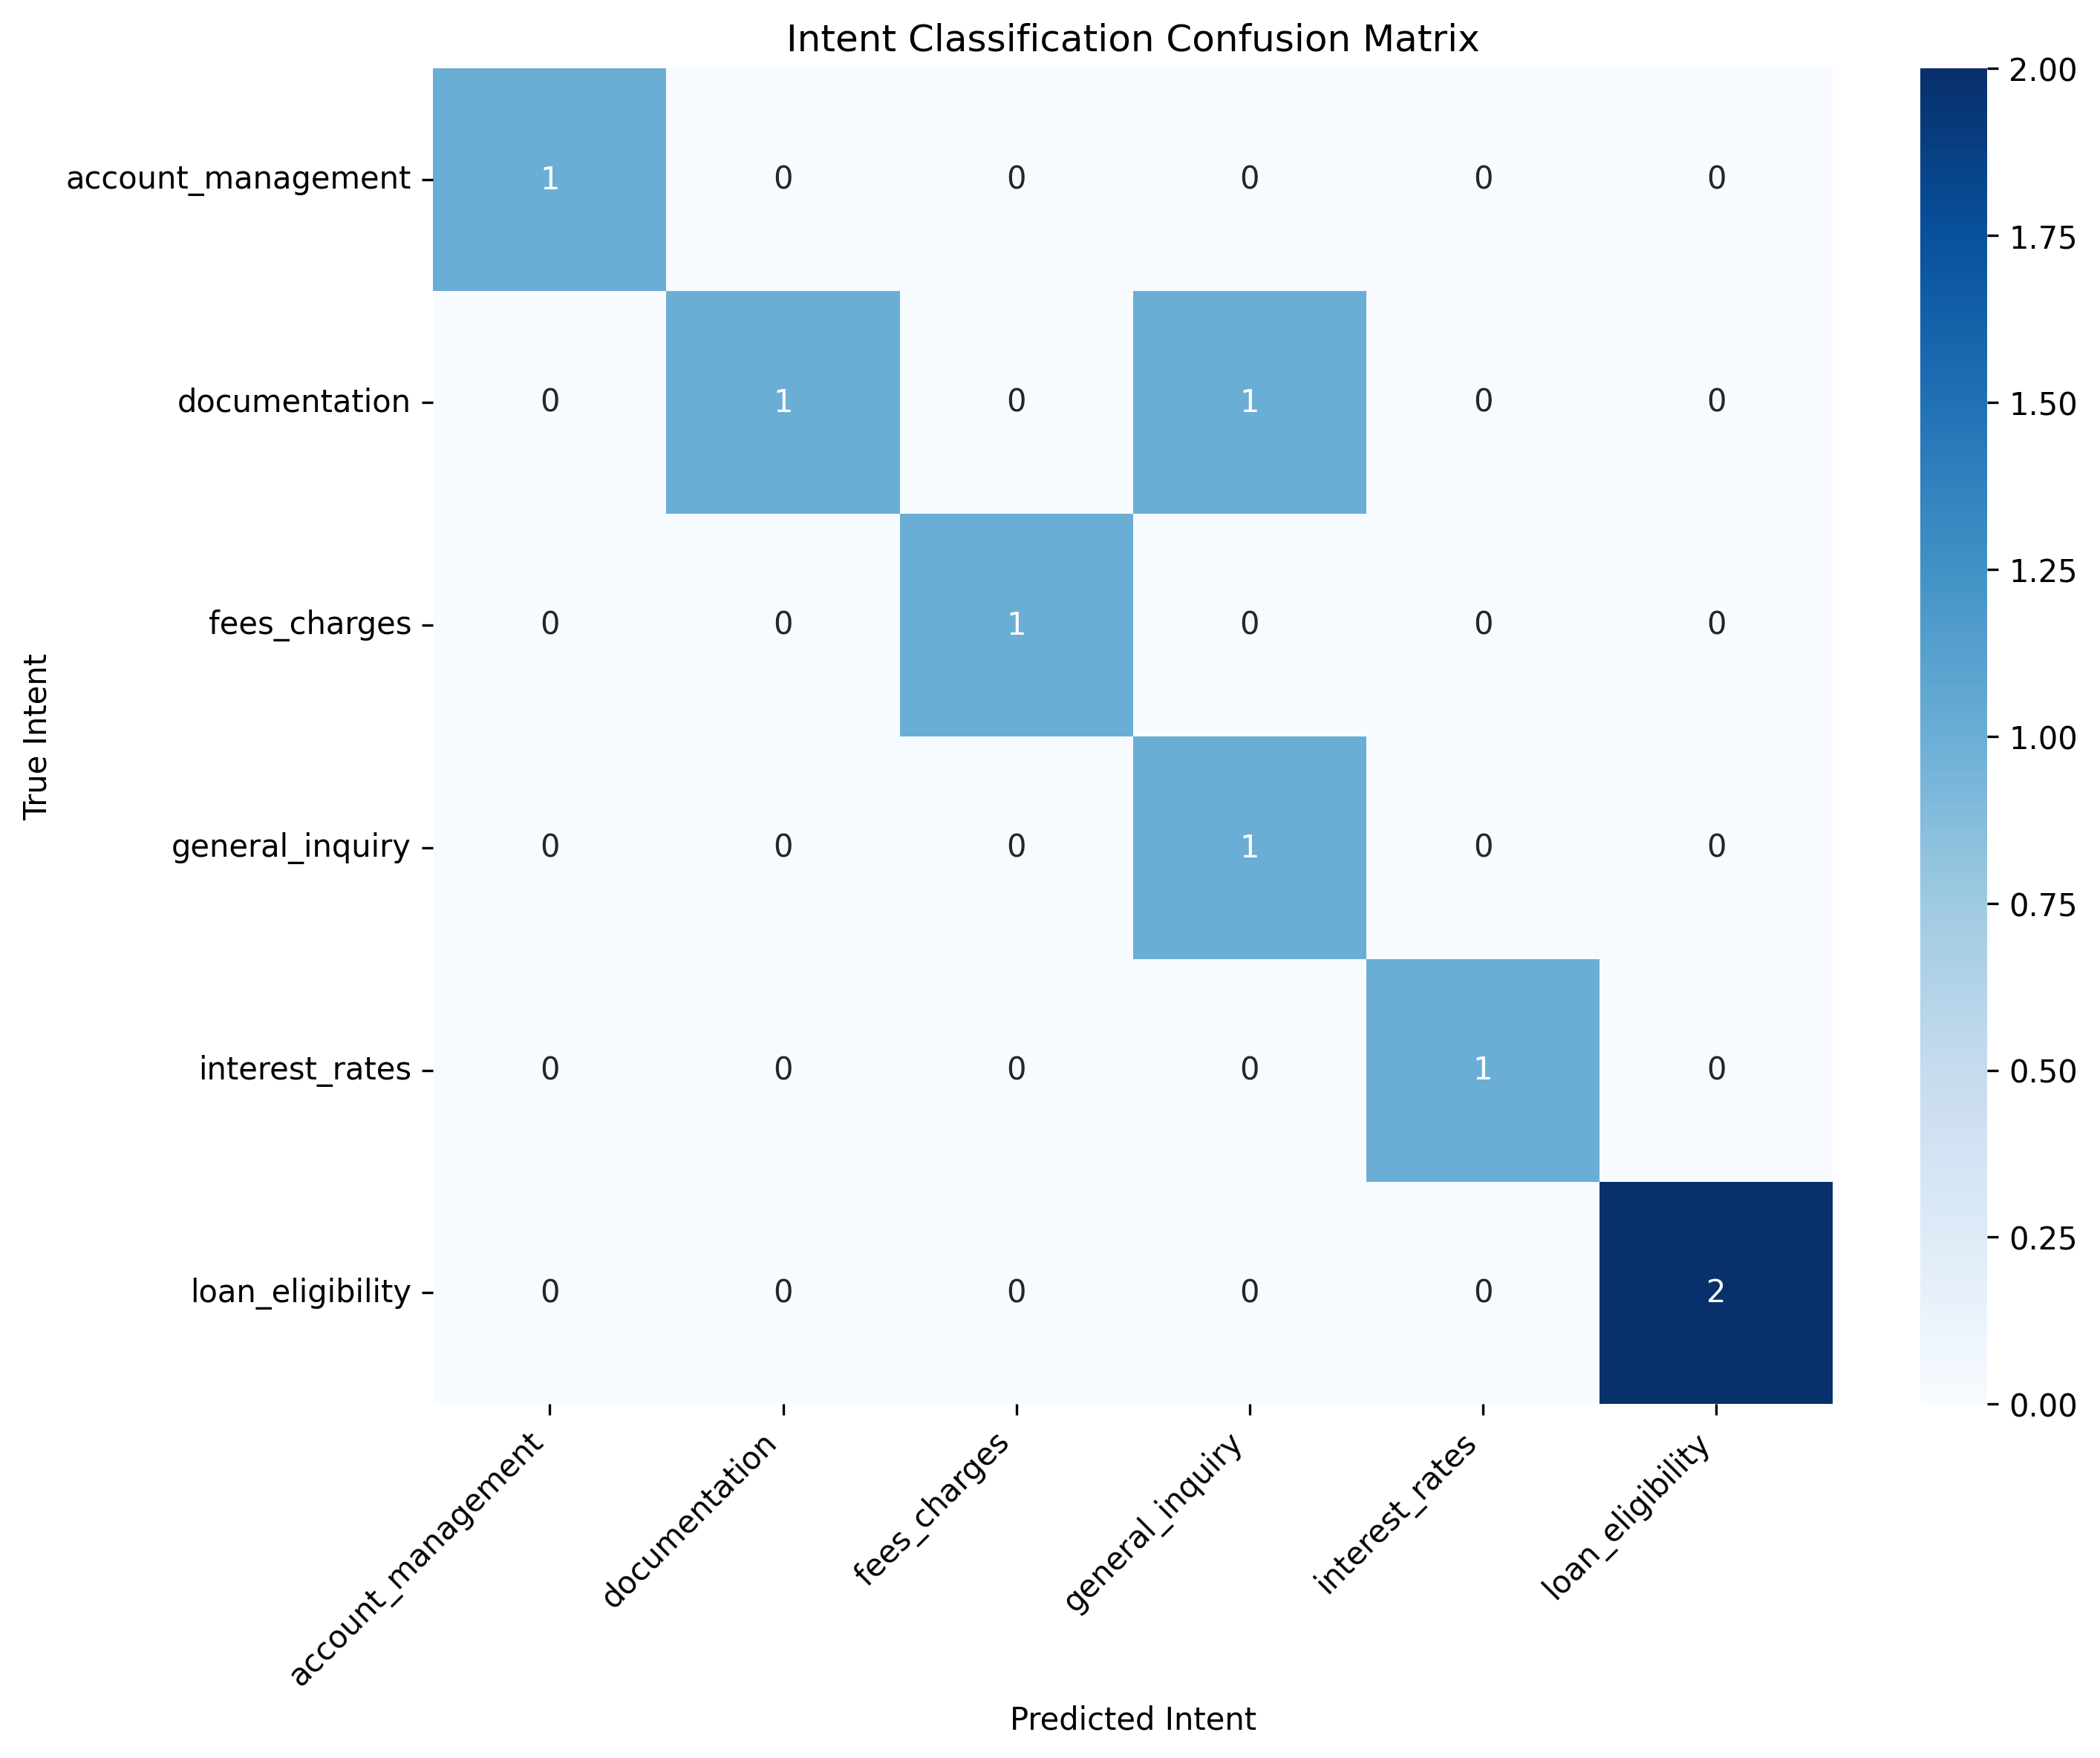 Intent Classification Confusion Matrix
True Intent
account_management 1 0 0 0 0 0
documentation 0 1 0 1 0 0
fees_charges 0 0 1 0 0 0
general_inquiry 0 0 0 1 0 0
interest_rates 0 0 0 0 1 0
loan_eligibility 0 0 0 0 0 2
account_management documentation fees_charges general_inquiry interest_rates loan_eligibility
Predicted Intent
2.00
1.75
1.50
1.25
1.00
0.75
0.50
0.25
0.00